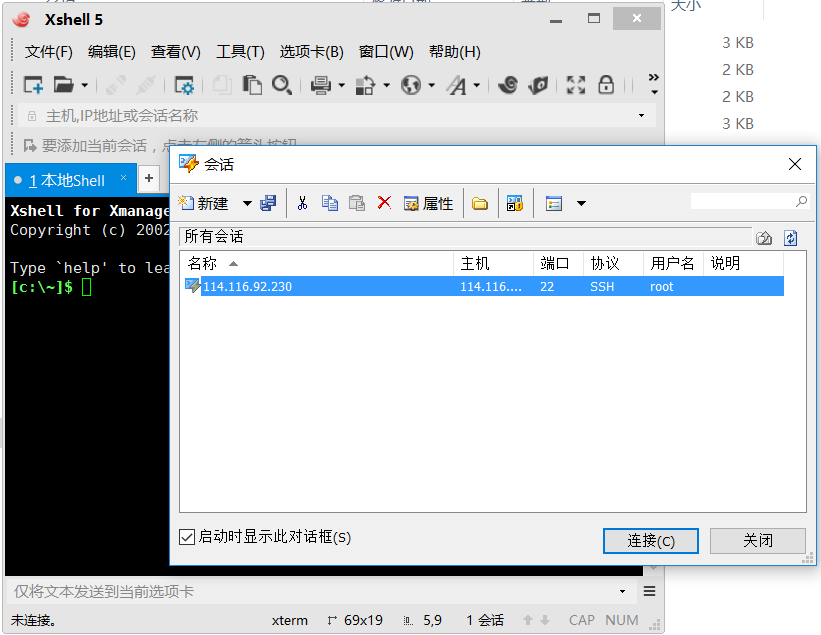 大小
Xshell 5
3 KB
文件(F) 编辑(E) 查看(V) 工具(T) 选项卡(B) 窗口(W) 帮助(H)
3 KB
3 KB
主机,IP地址或会话名称
3 KB
要添加当前会话，点击左侧的箭头按钮
会话
1 本地Shell
新建 属性
Xshell for Xmanage
Copyright (c) 2002
所有会话
Type `help' to lea
名称 主机 端口 协议 用户名 说明
[c:\~]$
114.116.92.230 114.116.... 22 SSH root
启动时显示此对话框(S)
连接(C) 关闭
仅将文本发送到当前选项卡
未连接。 xterm 69x19 5,9 1 会话 CAP NUM